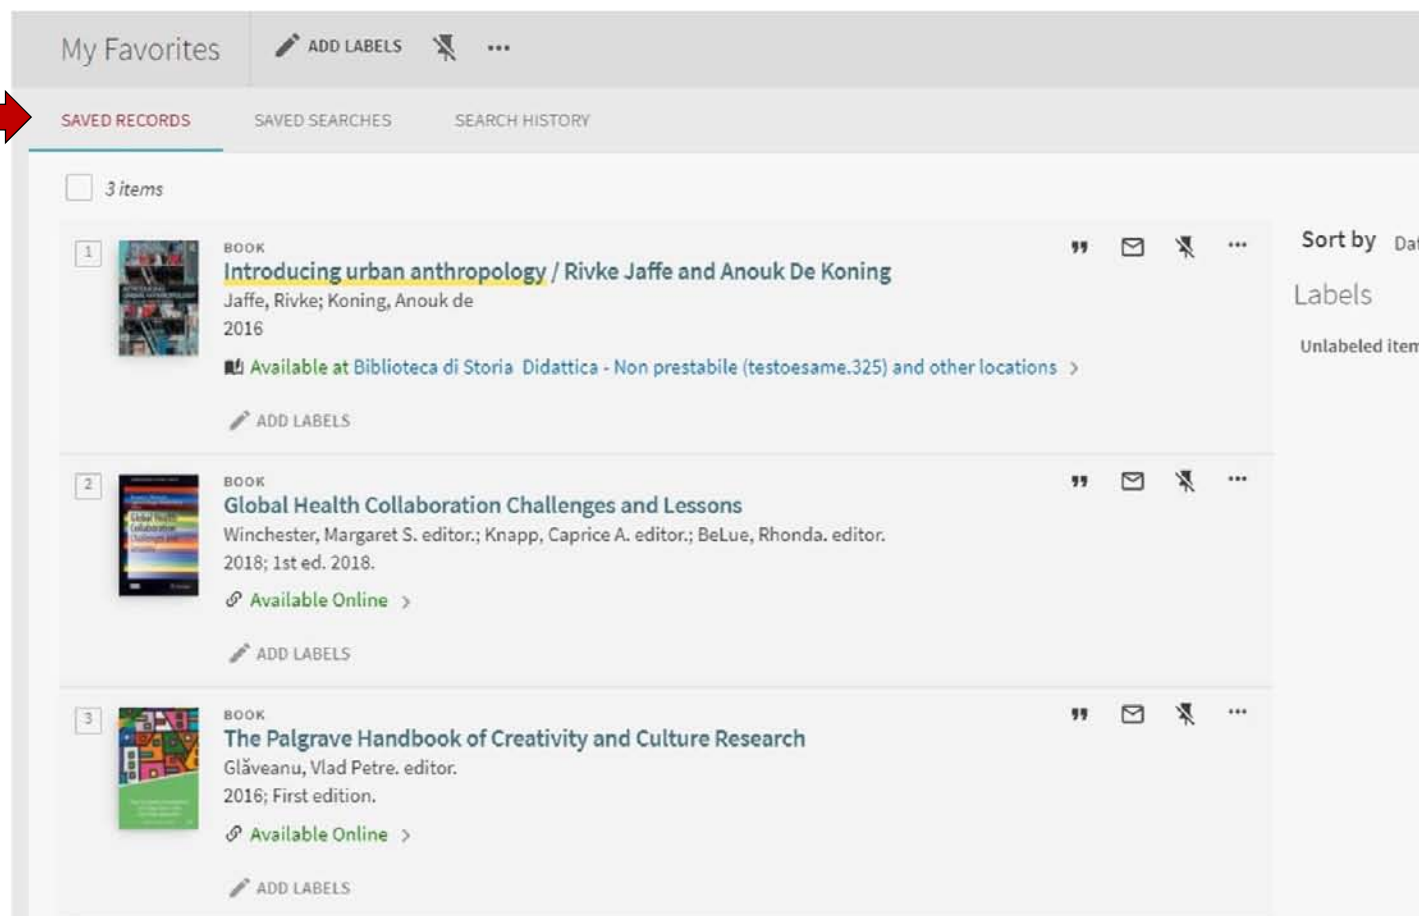 My Favorites
ADD LABELS
SAVED RECORDS
SAVED SEARCHES
SEARCH HISTORY
3 items
1
BOOK
Introducing urban anthropology / Rivke Jaffe and Anouk De Koning
Jaffe, Rivke; Koning, Anouk de
2016
Available at Biblioteca di Storia Didattica - Non prestabile (testoesame.325) and other locations
ADD LABELS
2
Global Health
Collaboration
BOOK
Global Health Collaboration Challenges and Lessons
Winchester, Margaret S. editor.; Knapp, Caprice A. editor.; BeLue, Rhonda. editor.
2018; 1st ed. 2018.
Available Online
ADD LABELS
3
BOOK
The Palgrave Handbook of Creativity and Culture Research
Glăveanu, Vlad Petre. editor.
2016; First edition.
Available Online
ADD LABELS
Sort by
Labels
Unlabeled